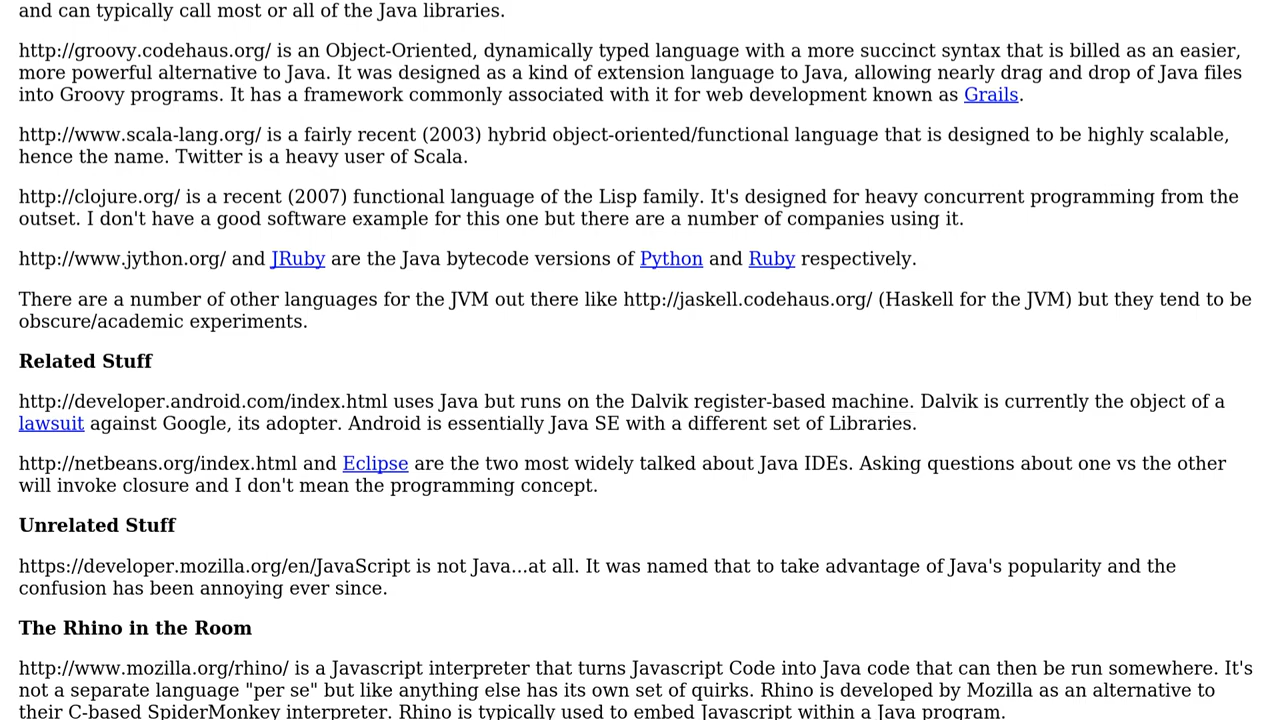 and can typically call most or all of the Java libraries.
http://groovy.codehaus.org/ is an Object-Oriented, dynamically typed language with a more succinct syntax that is billed as an easier,
more powerful alternative to Java. It was designed as a kind of extension language to Java, allowing nearly drag and drop of Java files
into Groovy programs. It has a framework commonly associated with it for web development known as Grails.
http://www.scala-lang.org/ is a fairly recent (2003) hybrid object-oriented/functional language that is designed to be highly scalable,
hence the name. Twitter is a heavy user of Scala.
http://clojure.org/ is a recent (2007) functional language of the Lisp family. It's designed for heavy concurrent programming from the
outset. I don't have a good software example for this one but there are a number of companies using it.
http://www.jython.org/ and JRuby are the Java bytecode versions of Python and Ruby respectively.
There are a number of other languages for the JVM out there like http://jaskell.codehaus.org/ (Haskell for the JVM) but they tend to be
obscure/academic experiments.
Related Stuff
http://developer.android.com/index.html uses Java but runs on the Dalvik register-based machine. Dalvik is currently the object of a
lawsuit against Google, its adopter. Android is essentially Java SE with a different set of Libraries.
http://netbeans.org/index.html and Eclipse are the two most widely talked about Java IDEs. Asking questions about one vs the other
will invoke closure and I don't mean the programming concept.
Unrelated Stuff
https://developer.mozilla.org/en/JavaScript is not Java...at all. It was named that to take advantage of Java's popularity and the
confusion has been annoying ever since.
The Rhino in the Room
http://www.mozilla.org/rhino/ is a Javascript interpreter that turns Javascript Code into Java code that can then be run somewhere. It's
not a separate language "per se" but like anything else has its own set of quirks. Rhino is developed by Mozilla as an alternative to
their C-based SpiderMonkey interpreter. Rhino is typically used to embed Javascript within a Java program.